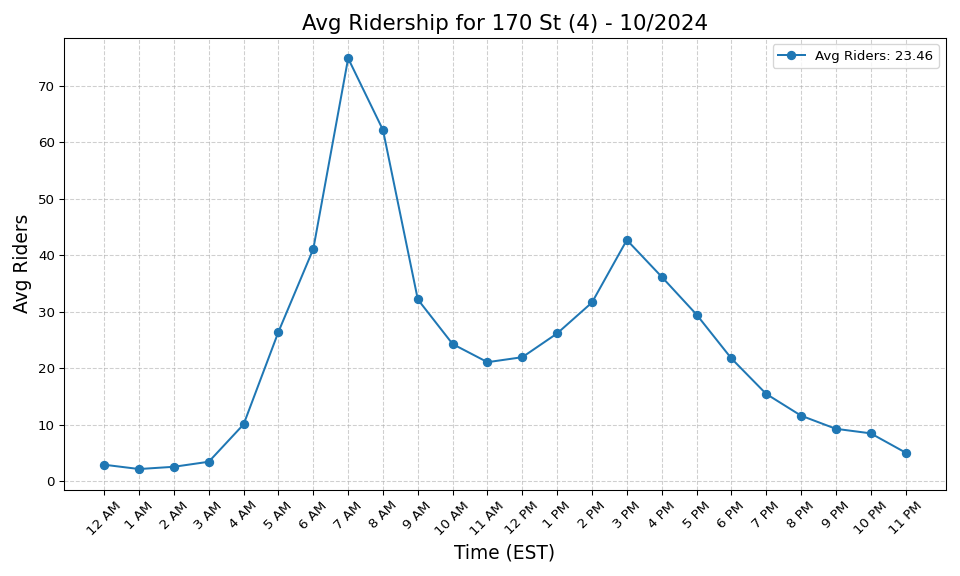 Avg Ridership for 170 St (4) - 10/2024
Avg Riders: 23.46
Avg Riders
70
60
50
40
30
20
10
0
12 AM 1 AM 2 AM 3 AM 4 AM 5 AM 6 AM 7 AM 8 AM 9 AM 10 AM 11 AM 12 PM 1 PM 2 PM 3 PM 4 PM 5 PM 6 PM 7 PM 8 PM 9 PM 10 PM 11 PM
Time (EST)